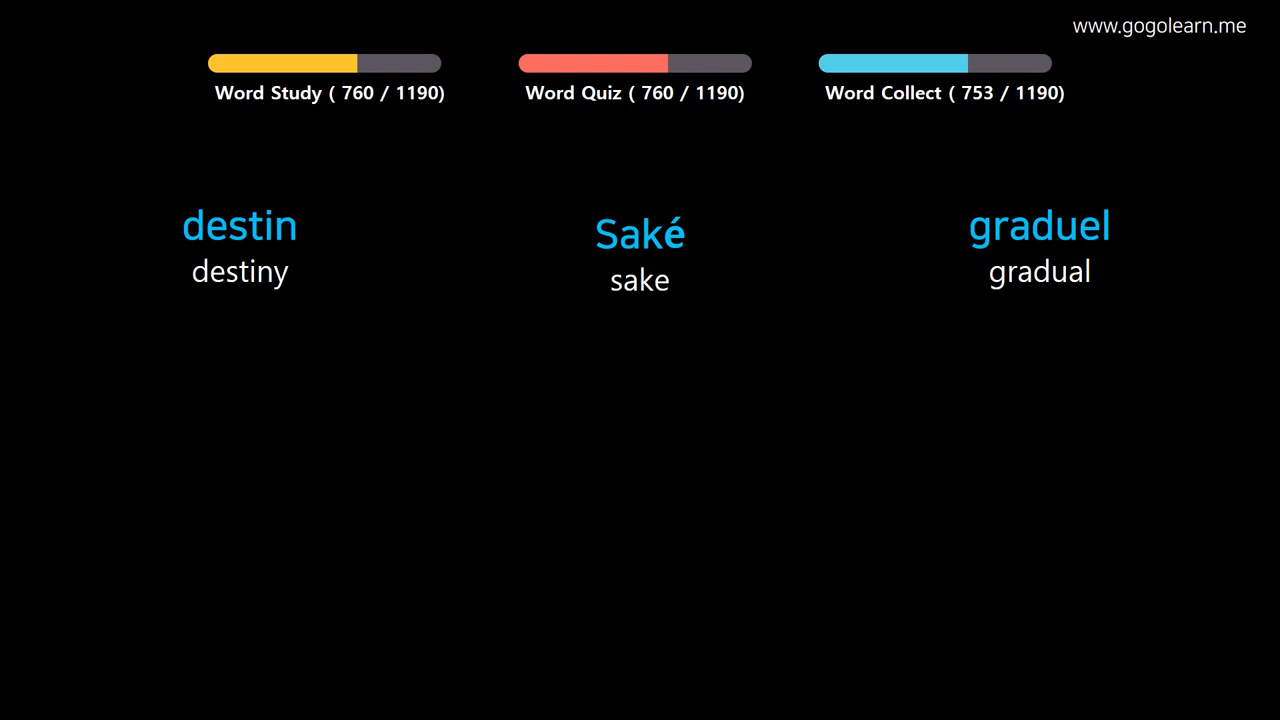 www.gogolearn.me
Word Study ( 760 / 1190)
Word Quiz ( 760 / 1190)
Word Collect ( 753 / 1190)
destin
destiny
Saké
sake
graduel
gradual